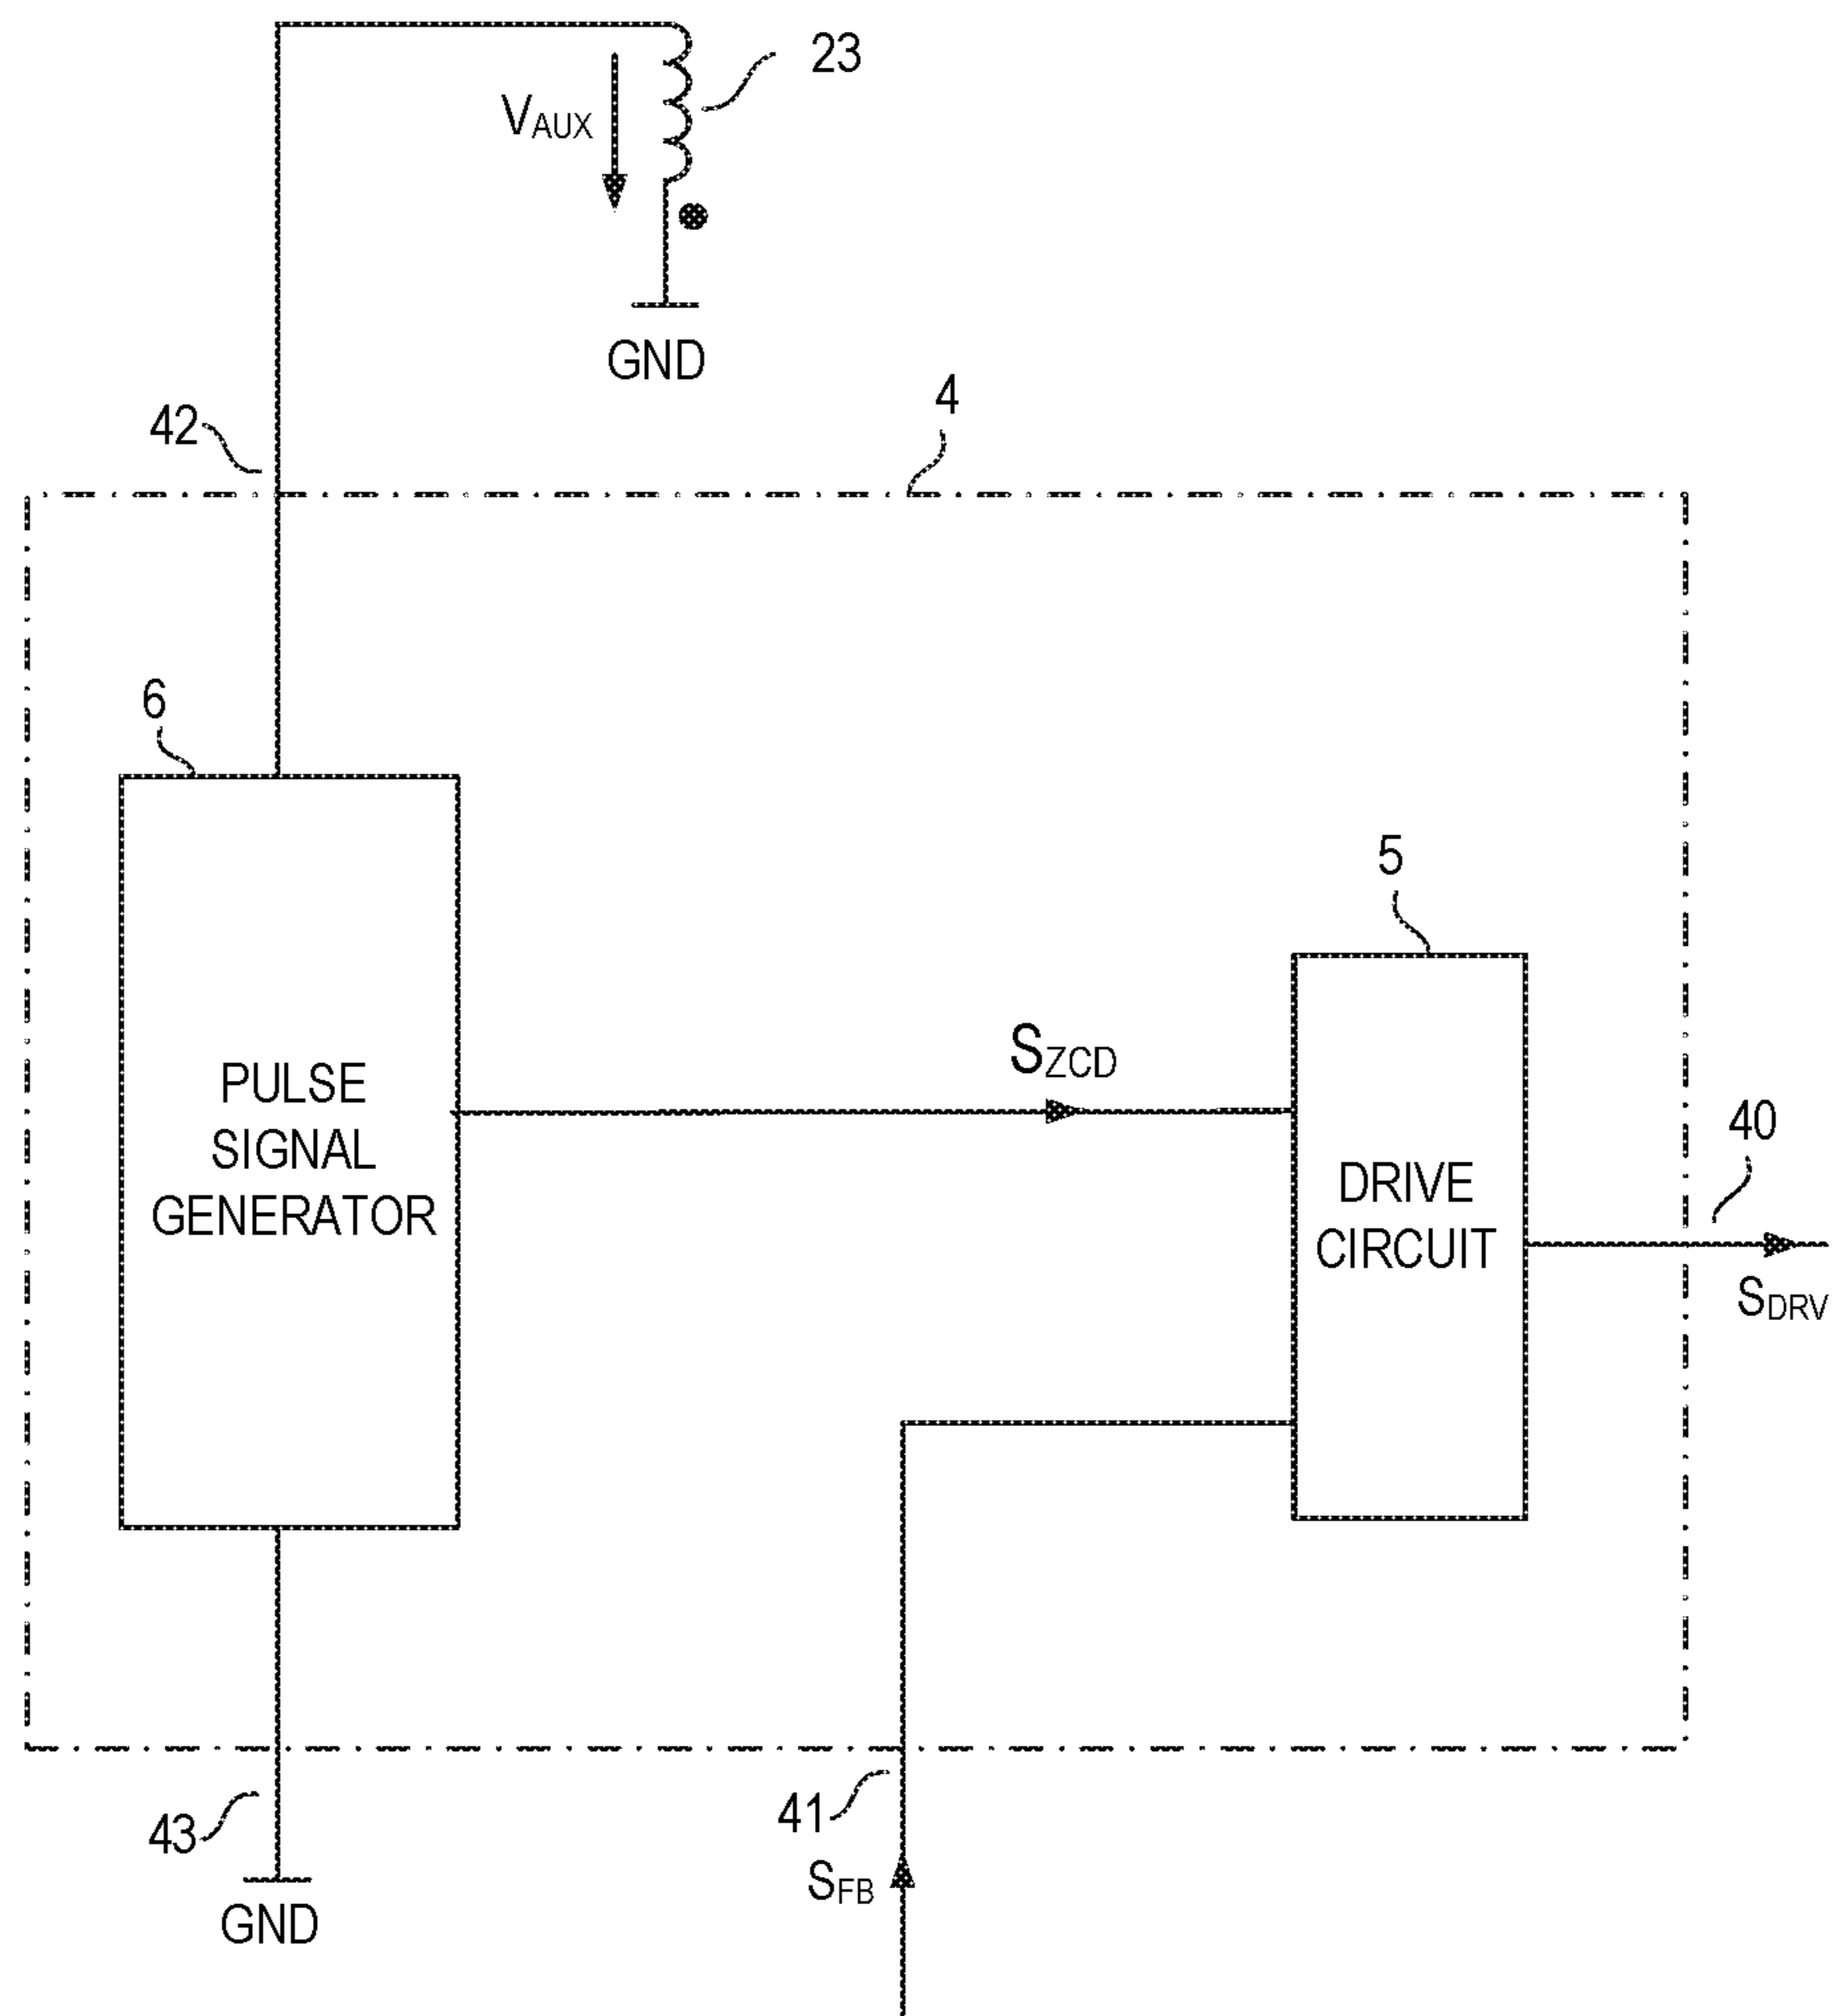 23
VAUX
GND
4
42
6
5
SZCD
PULSE
SIGNAL
GENERATOR
40
DRIVE
CIRCUIT
SDRV
41
43
SFB
GND